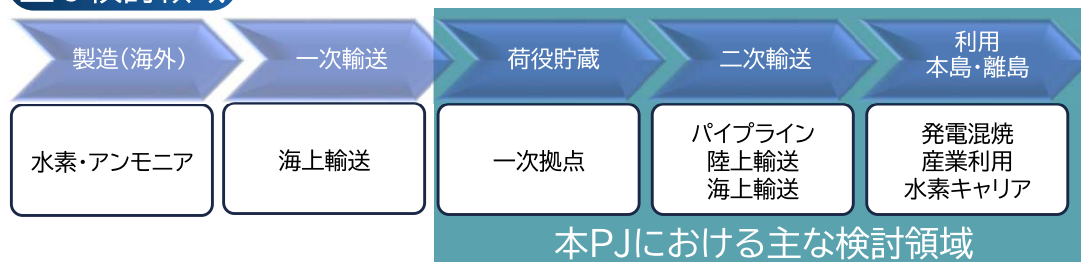 製造(海外)
一次輸送
荷役貯蔵
二次輸送
利用
本島・離島
水素・アンモニア
海上輸送
一次拠点
パイプライン
陸上輸送
海上輸送
発電混焼
産業利用
水素キャリア
本PJにおける主な検討領域